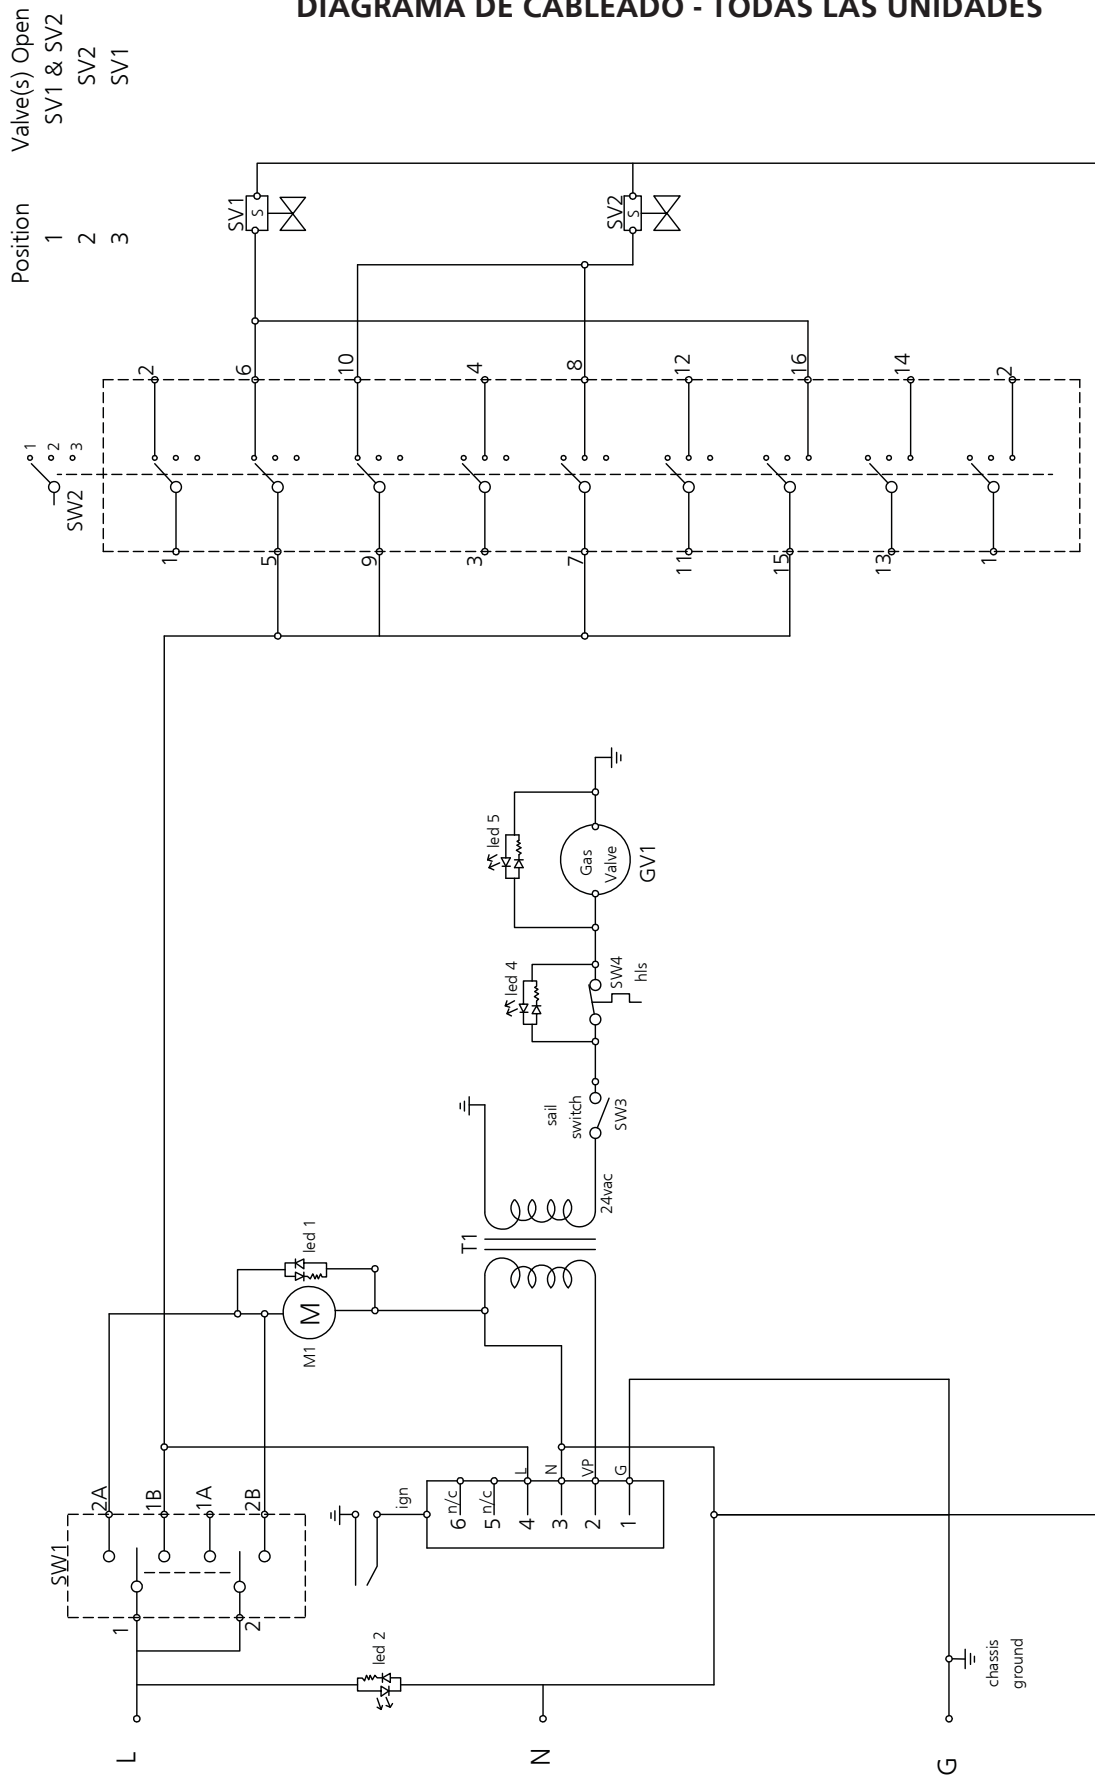 DIAGRAMA DE CABLEADO - TODAS LAS UNIDADES
Position Valve(s) Open
1 SV1 & SV2
2 SV2
3 SV1
SW2
1
2
3
2
6
10
4
8
12
16
14
2
1
5
9
3
7
11
15
13
1
SV1
S
SV2
S
led 5
Gas
Valve
GV1
led 4
SW4
hls
sail
switch
SW3
24vac
T1
led 1
M
M1
SW1
2A
1B
1A
2B
1
2
ign
6 n/c
5 n/c
4 L
3 N
2 VP
1 G
led 2
L
N
G
chassis
ground